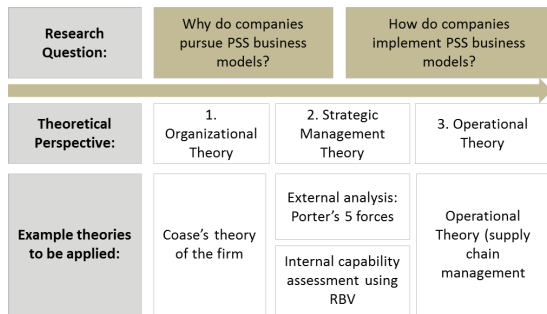 Research
Question:
Why do companies
pursue PSS business
models?
How do companies
implement PSS business
models?
Theoretical
Perspective:
1.
Organizational
Theory
2. Strategic
Management
Theory
3. Operational
Theory
Example theories
to be applied:
Coase's theory
of the firm
External analysis:
Porter's 5 forces
Internal capability
assessment using
RBV
Operational
Theory (supply
chain
management